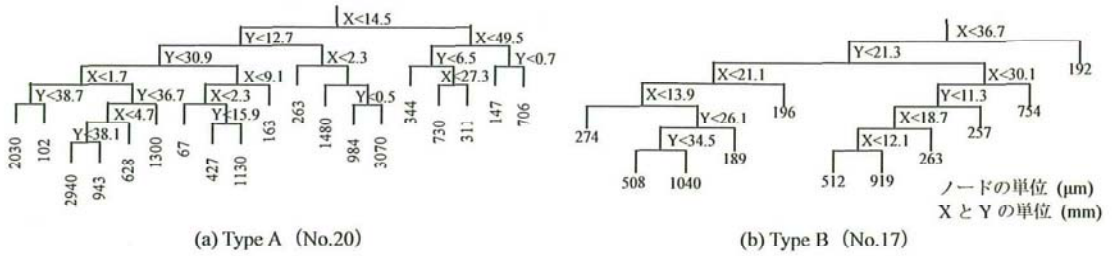 X<14.5
Y<12.7
X<49.5
Y<30.9
X<2.3
Y<6.5
Y<0.7
X<1.7
X<9.1
X<27.3
Y<38.7
Y<36.7
X<2.3
Y<0.5
X<4.7
Y<15.9
Y<38.1
2030
102
2940
943
628
1300
67
427
1130
163
263
1480
984
3070
344
730
311
147
706
(a) Type A (No.20)
X<36.7
Y<21.3
192
X<21.1
X<30.1
X<13.9
196
Y<11.3
754
274
Y<26.1
X<18.7
257
Y<34.5
189
X<12.1
263
508
1040
512
919
ノードの単位 (μm)
XとYの単位 (mm)
(b) Type B (No.17)